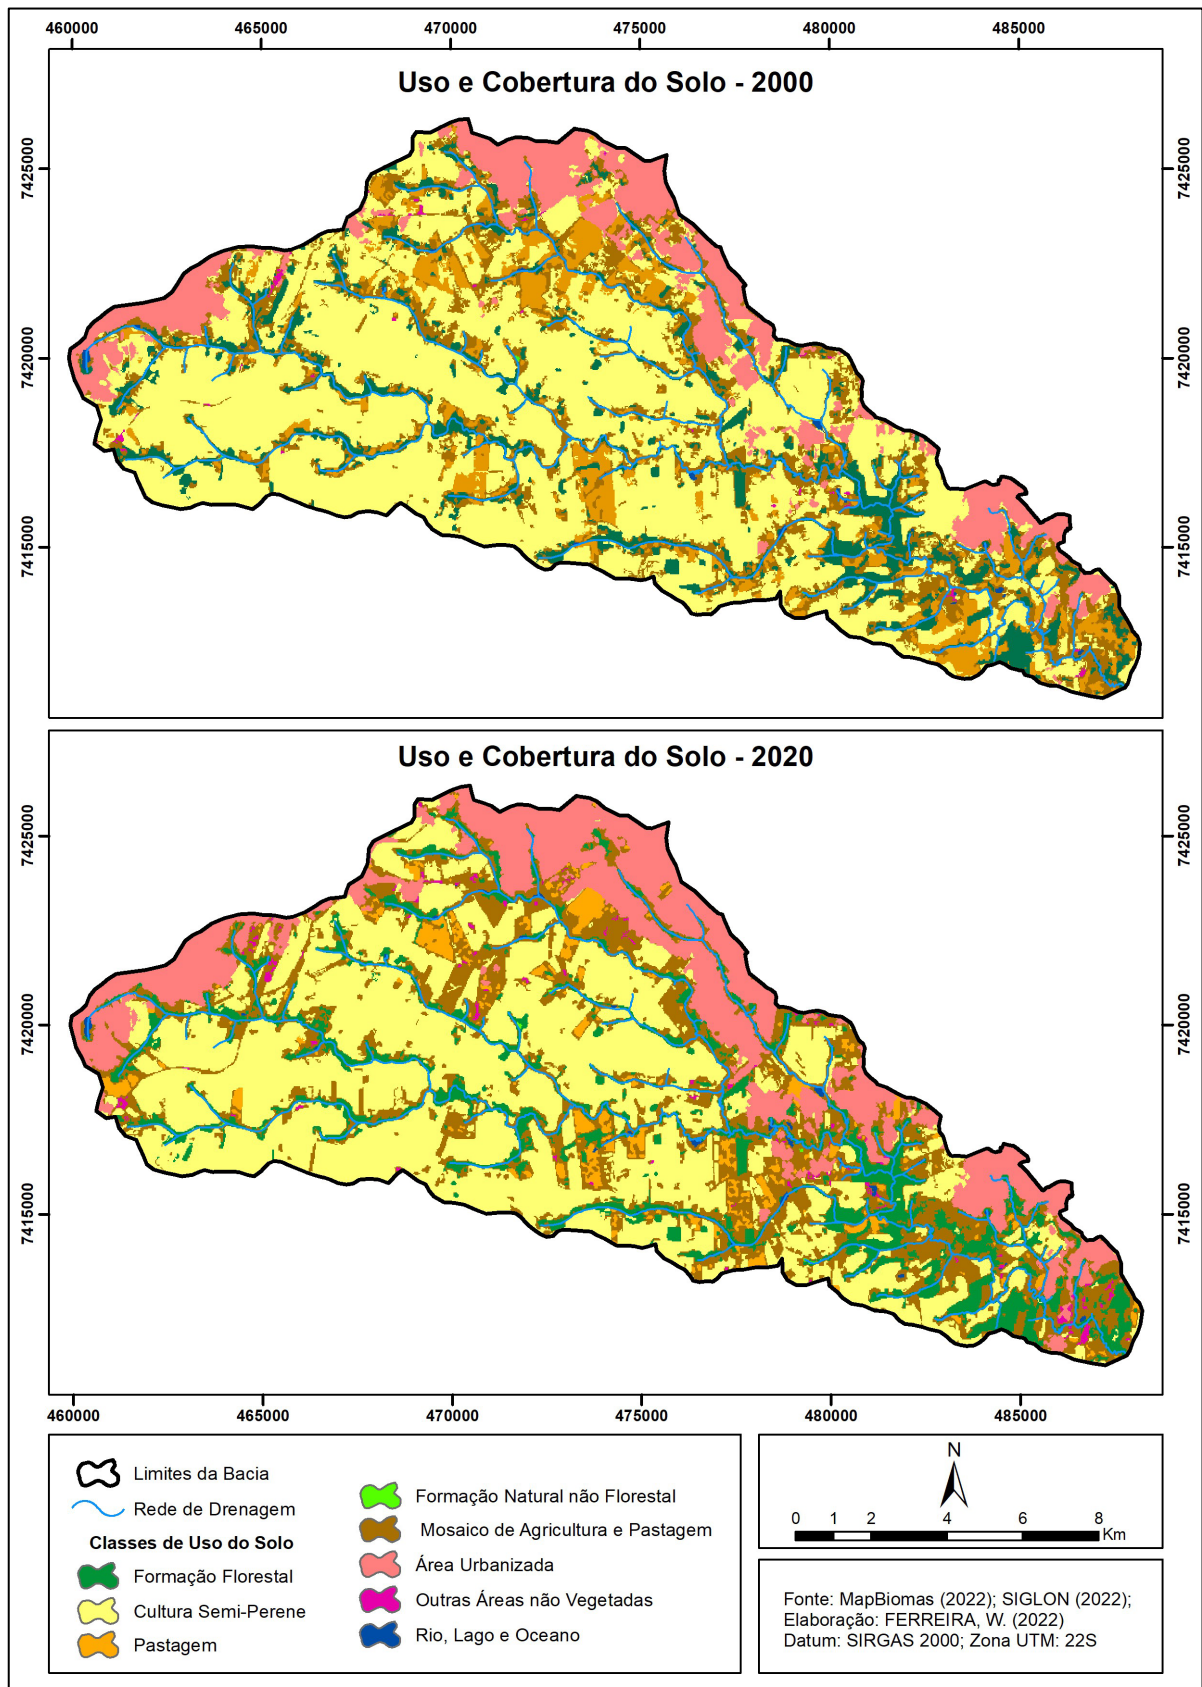 460000 465000 470000 475000 480000 485000
Uso e Cobertura do Solo - 2000
7425000 7425000
7420000 7420000
7415000 7415000
Uso e Cobertura do Solo - 2020
7425000 7425000
7420000 7420000
7415000 7415000
460000 465000 470000 475000 480000 485000
Limites da Bacia
Rede de Drenagem
Classes de Uso do Solo
Formação Florestal
Cultura Semi-Perene
Pastagem
Formação Natural não Florestal
Mosaico de Agricultura e Pastagem
Área Urbanizada
Outras Áreas não Vegetadas
Rio, Lago e Oceano
N
0 1 2 4 6 8
Km
Fonte: MapBiomas (2022); SIGLON (2022);
Elaboração: FERREIRA, W. (2022)
Datum: SIRGAS 2000; Zona UTM: 22S